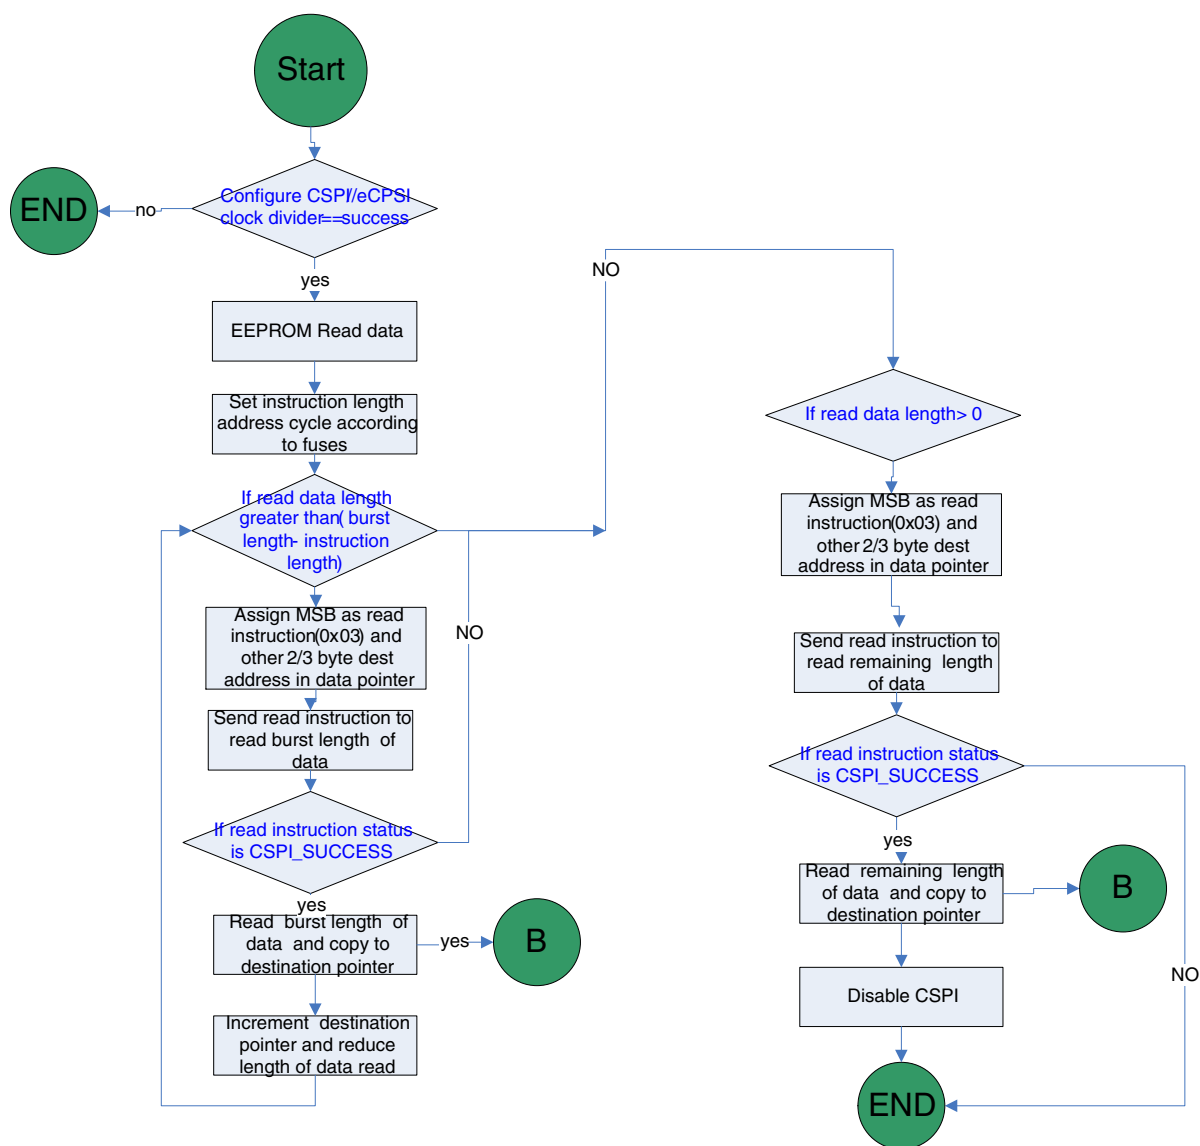 Start
Configure CSPI//eCPSI
clock divider==success
no
END
yes
EEPROM Read data
Set instruction length
address cycle according
to fuses
If read data length
greater than( burst
length- instruction
length)
NO
Assign MSB as read
instruction(0x03) and
other 2/3 byte dest
address in data pointer
NO
Send read instruction to
read burst length of
data
If read instruction status
is CSPI_SUCCESS
yes
Read burst length of
data and copy to
destination pointer
yes
B
Increment destination
pointer and reduce
length of data read
If read data length> 0
Assign MSB as read
instruction(0x03) and
other 2/3 byte dest
address in data pointer
Send read instruction to
read remaining length
of data
If read instruction status
is CSPI_SUCCESS
yes
Read remaining length
of data and copy to
destination pointer
B
NO
Disable CSPI
END